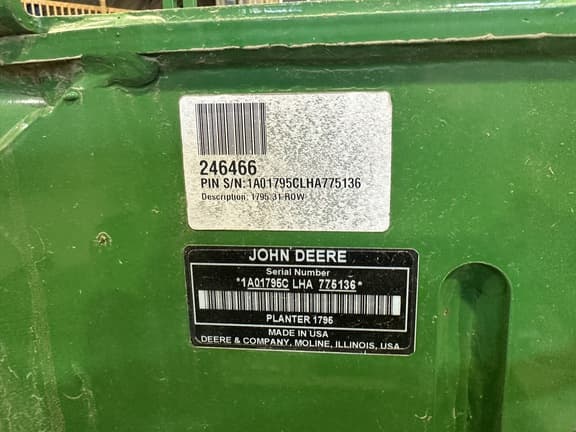 246466
PIN S/N:1A01795CLHA775136
Description: 1795 31 ROW
JOHN DEERE
Serial Number
*1A01795C LHA 775136*
PLANTER 1795
MADE IN USA
DEERE & COMPANY, MOLINE, ILLINOIS, USA